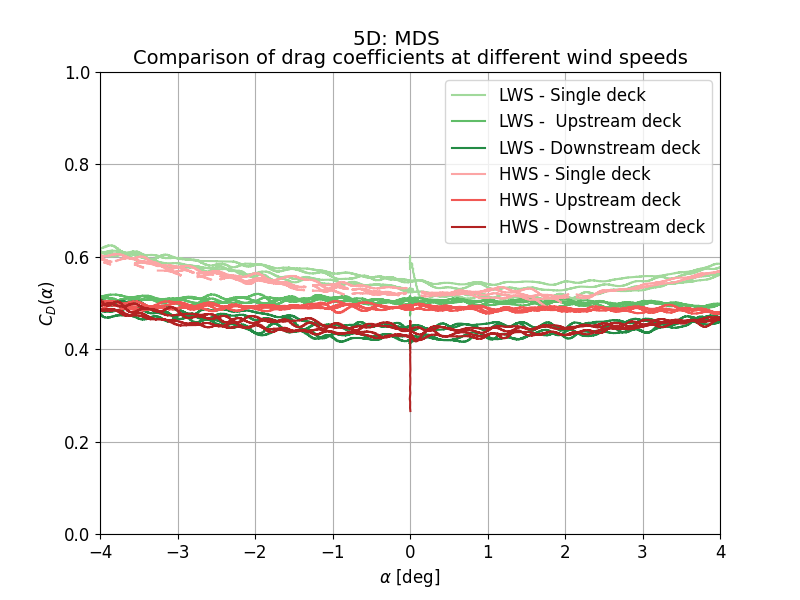 5D: MDS
Comparison of drag coefficients at different wind speeds
1.0
0.8
0.6
0.4
0.2
0.0
C_D(α)
LWS - Single deck
LWS -  Upstream deck
LWS - Downstream deck
HWS - Single deck
HWS - Upstream deck
HWS - Downstream deck
−4 −3 −2 −1 0 1 2 3 4
α [deg]